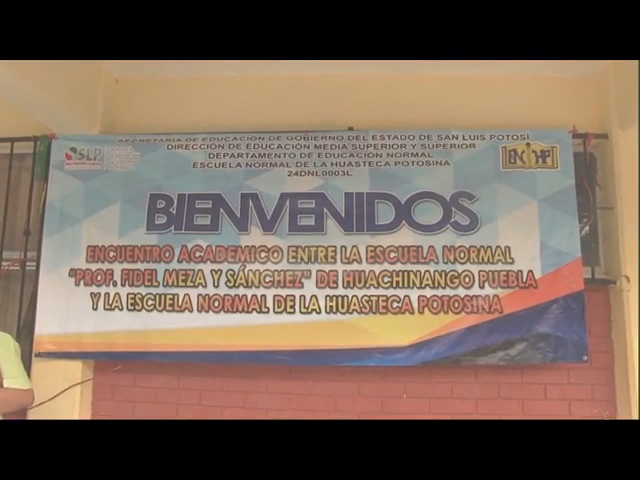 SECRETARÍA DE EDUCACIÓN DE GOBIERNO DEL ESTADO DE SAN LUIS POTOSÍ
DIRECCIÓN DE EDUCACIÓN MEDIA SUPERIOR Y SUPERIOR
DEPARTAMENTO DE EDUCACIÓN NORMAL
ESCUELA NORMAL DE LA HUASTECA POTOSINA
24DNL0003L
SLP
BIENVENIDOS
ENCUENTRO ACADEMICO ENTRE LA ESCUELA NORMAL
"PROF. FIDEL MEZA Y SÁNCHEZ" DE HUACHINANGO PUEBLA
Y LA ESCUELA NORMAL DE LA HUASTECA POTOSINA